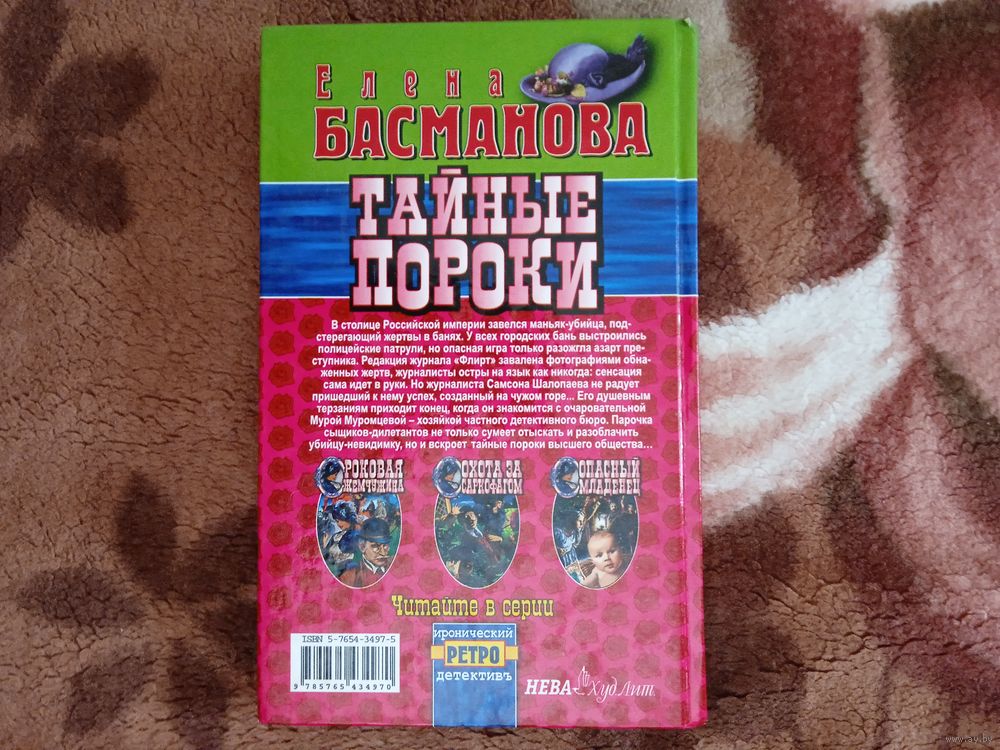 Елена
БАСМАНОВА
ТАЙНЫЕ
ПОРОКИ
В столице Российской империи завелся маньяк-убийца, под-
стерегающий жертвы в банях. У всех городских бань выстроились
полицейские патрули, но опасная игра только разожгла азарт пре-
ступника. Редакция журнала «Флирт» завалена фотографиями обна-
женных жертв, журналисты остры на язык как никогда: сенсация
сама идет в руки. Но журналиста Самсона Шалопаева не радует
пришедший к нему успех, созданный на чужом горе... Его душевным
терзаниям приходит конец, когда он знакомится с очаровательной
Мурой Муромцевой – хозяйкой частного детективного бюро. Парочка
сыщиков-дилетантов не только сумеет отыскать и разоблачить
убийцу-невидимку, но и вскроет тайные пороки высшего общества...
РОКОВАЯ
ЖЕМЧУЖИНА
ОХОТА ЗА
САРКОФАГОМ
ОПАСНЫЙ
МЛАДЕНЕЦ
Читайте в серии
ISBN 5-7654-3497-5
9 785765 434970
иронический
РЕТРО
детективъ
НЕВА
ХудЛит.
www.ay.by